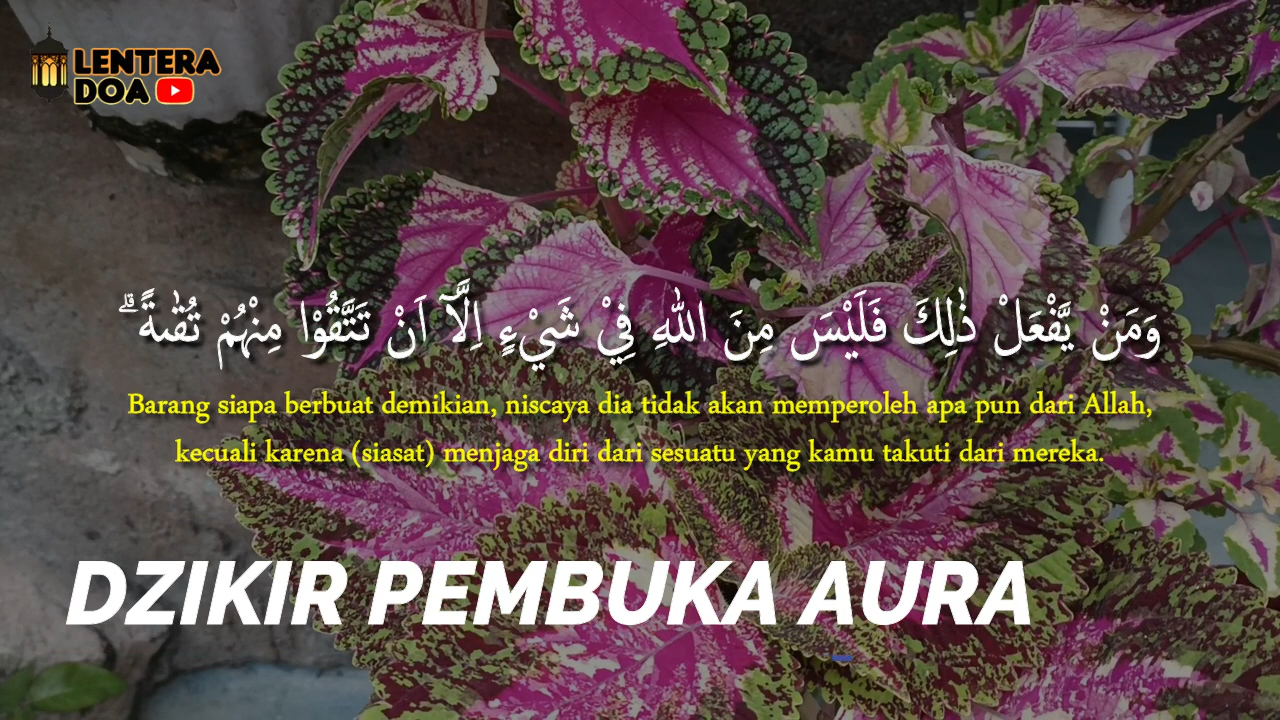 LENTERA
DOA
وَمَنْ يَّفْعَلْ ذٰلِكَ فَلَيْسَ مِنَ اللّٰهِ فِيْ شَيْءٍ اِلَّآ اَنْ تَتَّقُوْا مِنْهُمْ تُقٰىةً ۗ
Barang siapa berbuat demikian, niscaya dia tidak akan memperoleh apa pun dari Allah,
kecuali karena (siasat) menjaga diri dari sesuatu yang kamu takuti dari mereka.
DZIKIR PEMBUKA AURA